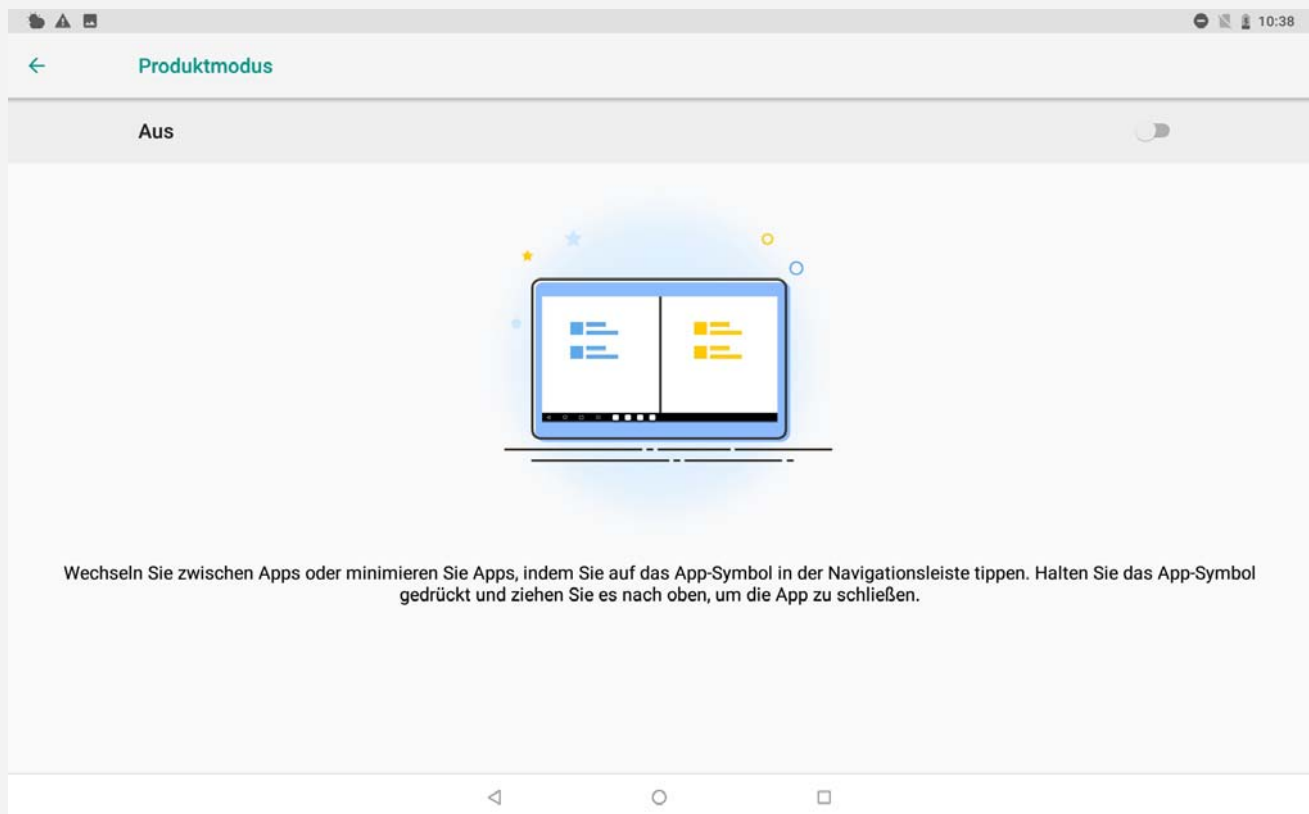 10:38
Produktmodus
Aus
Wechseln Sie zwischen Apps oder minimieren Sie Apps, indem Sie auf das App-Symbol in der Navigationsleiste tippen. Halten Sie das App-Symbol
gedrückt und ziehen Sie es nach oben, um die App zu schließen.